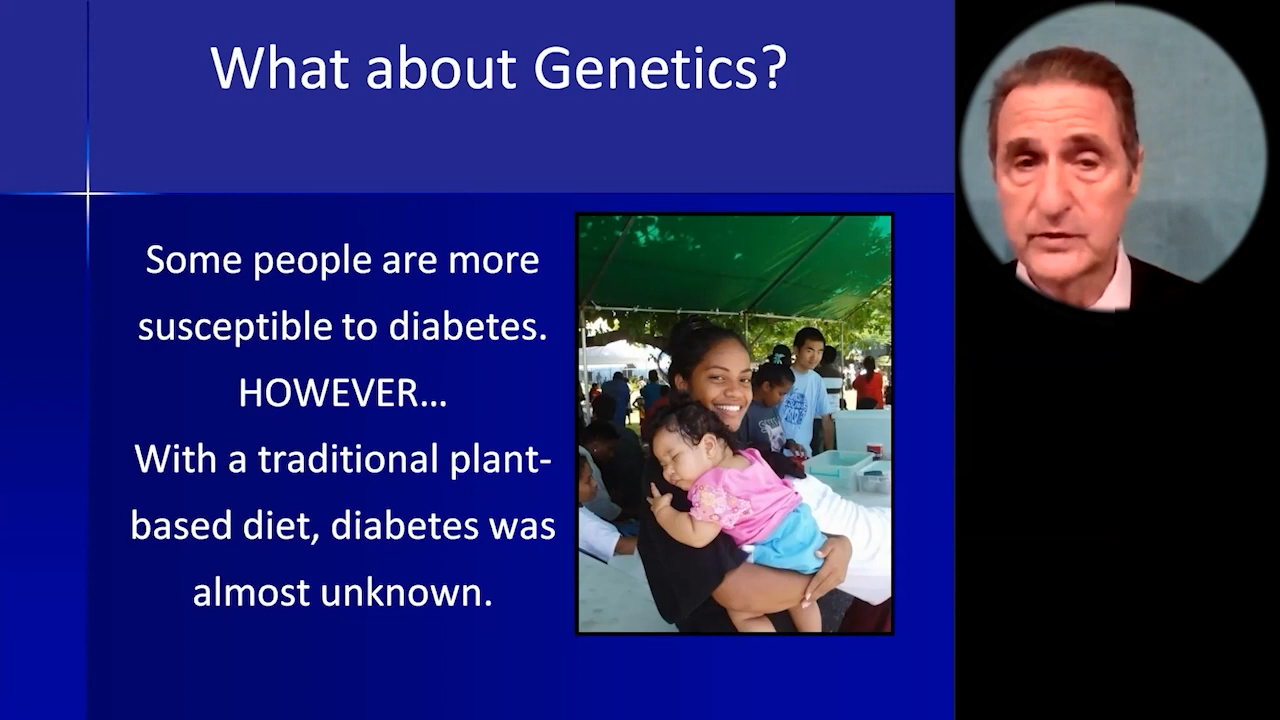 What about Genetics?
Some people are more
susceptible to diabetes.
HOWEVER...
With a traditional plant-
based diet, diabetes was
almost unknown.